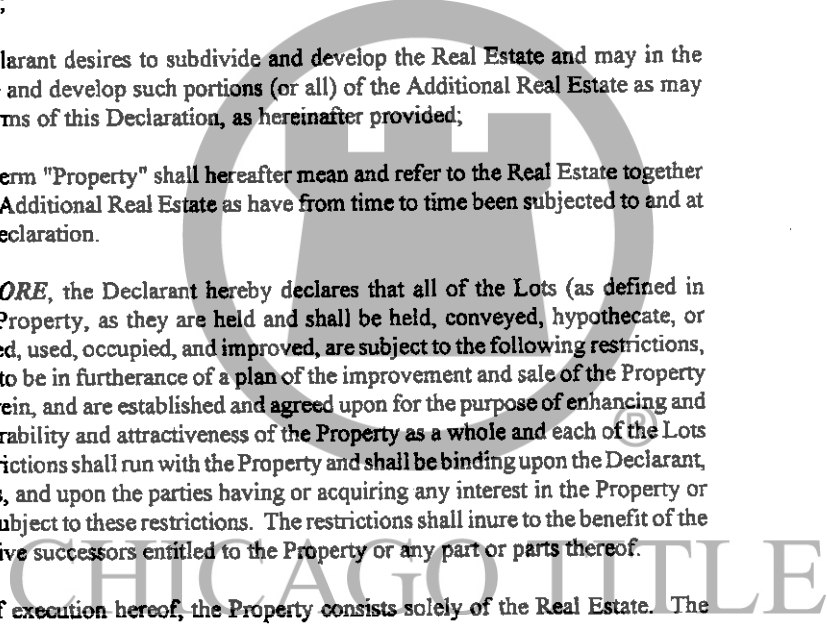 ;
larant desires to subdivide and develop the Real Estate and may in the
and develop such portions (or all) of the Additional Real Estate as may
ms of this Declaration, as hereinafter provided;
erm "Property" shall hereafter mean and refer to the Real Estate together
Additional Real Estate as have from time to time been subjected to and at
eclaration.
ORE, the Declarant hereby declares that all of the Lots (as defined in
Property, as they are held and shall be held, conveyed, hypothecate, or
ed, used, occupied, and improved, are subject to the following restrictions,
to be in furtherance of a plan of the improvement and sale of the Property
rein, and are established and agreed upon for the purpose of enhancing and
rability and attractiveness of the Property as a whole and each of the Lots
rictions shall run with the Property and shall be binding upon the Declarant,
s, and upon the parties having or acquiring any interest in the Property or
ubject to these restrictions. The restrictions shall inure to the benefit of the
ive successors entitled to the Property or any part or parts thereof.
f execution hereof, the Property consists solely of the Real Estate. The
®
CHICAGO TITLE